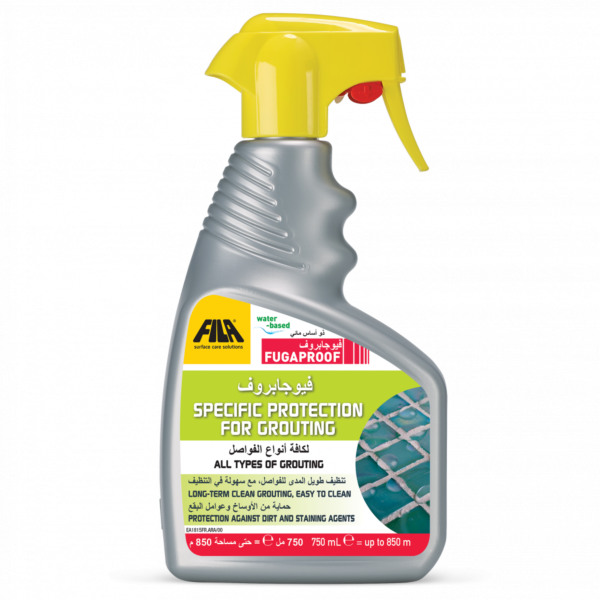 FILA
surface care solutions
water
-based
ذو أساس مائي
فيوجابروف
FUGAPROOF
فيوجابروف
SPECIFIC PROTECTION
FOR GROUTING
لكافة أنواع الفواصل
ALL TYPES OF GROUTING
تنظيف طويل المدى للفواصل، مع سهولة في التنظيف
LONG-TERM CLEAN GROUTING, EASY TO CLEAN
حماية من الأوساخ وعوامل البقع
PROTECTION AGAINST DIRT AND STAINING AGENTS
750 مل ℮ = حتى مساحة 850 م 750 mL ℮ = up to 850 m